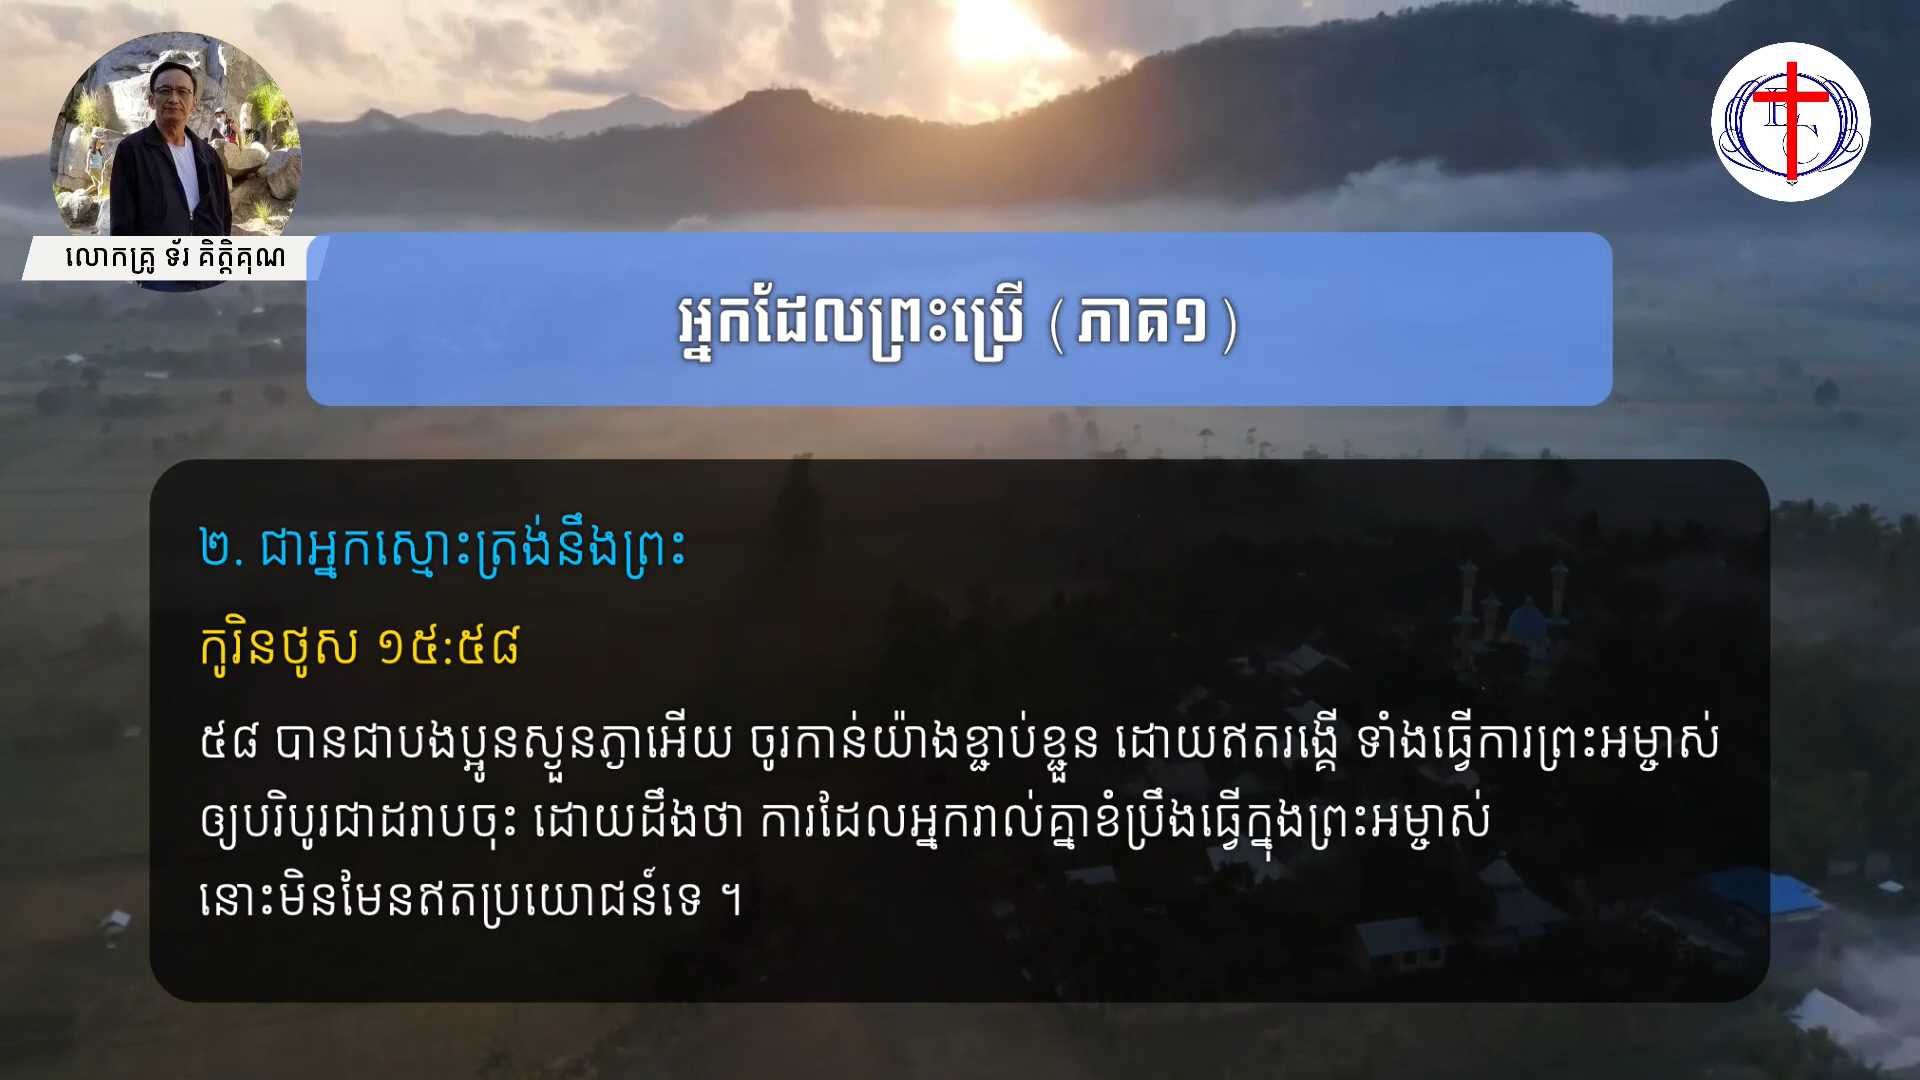 លោកគ្រូ ទ័រ គិត្តិគុណ
EC
អ្នកដែលព្រះប្រើ (ភាគ១)
២. ជាអ្នកស្មោះត្រង់នឹងព្រះ
កូរិនថូស ១៥:៥៨
៥៨ បានជាបងប្អូនស្ងួនភ្ងាអើយ ចូរកាន់យ៉ាងខ្ជាប់ខ្ជួន ដោយឥតរង្គើ ទាំងធ្វើការព្រះអម្ចាស់
ឲ្យបរិបូរជាដរាបចុះ ដោយដឹងថា ការដែលអ្នករាល់គ្នាខំប្រឹងធ្វើក្នុងព្រះអម្ចាស់
នោះមិនមែនឥតប្រយោជន៍ទេ ។